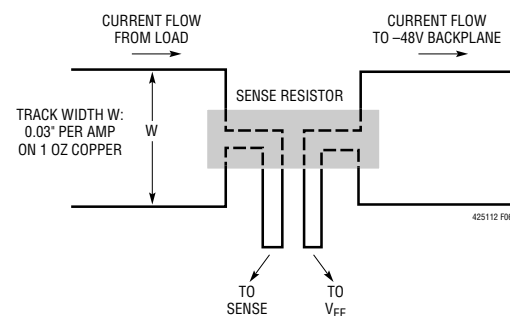 CURRENT FLOW
FROM LOAD
CURRENT FLOW
TO –48V BACKPLANE
SENSE RESISTOR
TRACK WIDTH W:
0.03" PER AMP
ON 1 OZ COPPER
W
425112 F06
TO
SENSE
TO
VEE